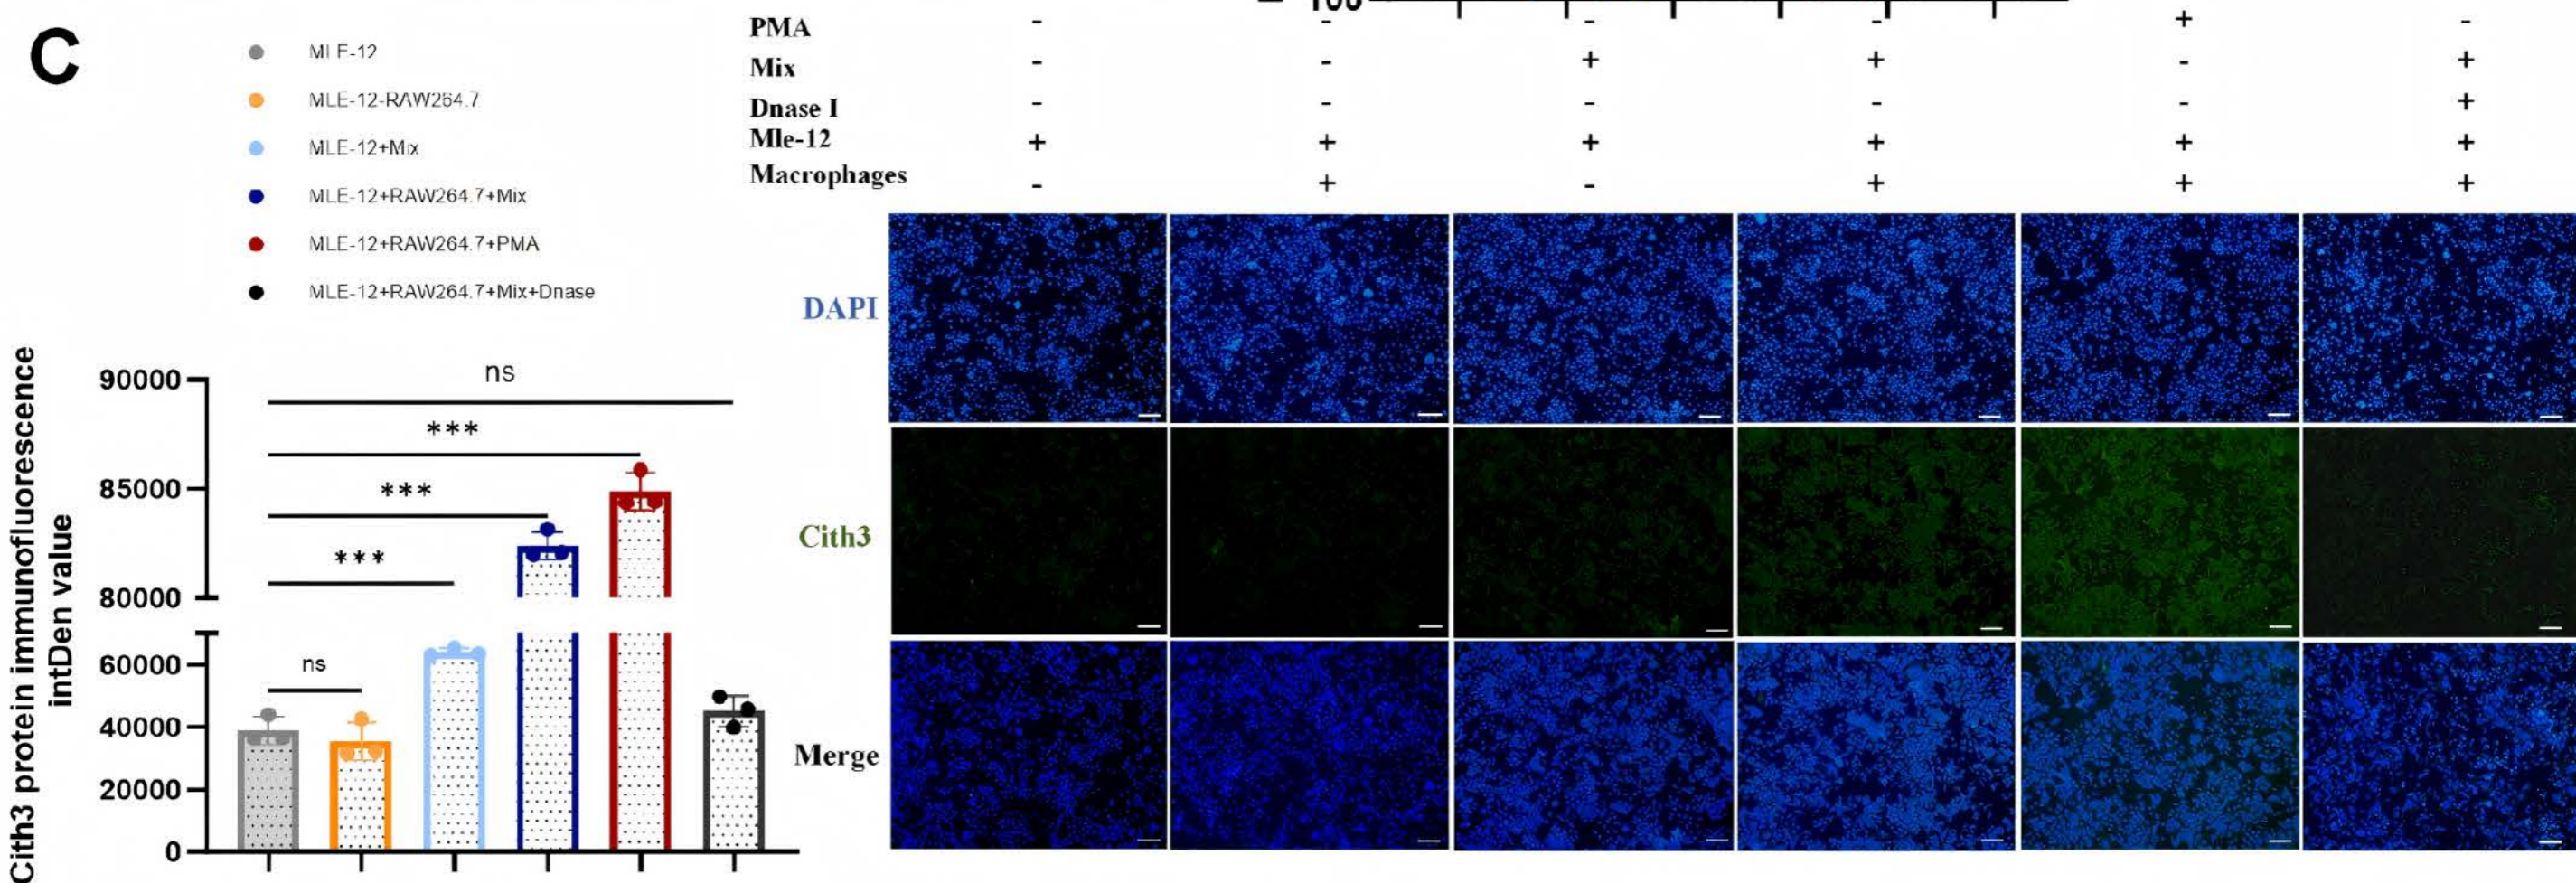 C
MLE-12
MLE-12-RAW264.7
MLE-12+Mix
MLE-12+RAW264.7+Mix
MLE-12+RAW264.7+PMA
MLE-12+RAW264.7+Mix+Dnase
Cith3 protein immunofluorescence
intDen value
90000
85000
80000
60000
40000
20000
0
ns
***
***
***
ns
PMA - - - - + -
Mix - - + + - +
Dnase I - - - - - +
Mle-12 + + + + + +
Macrophages - + - + + +
DAPI
Cith3
Merge